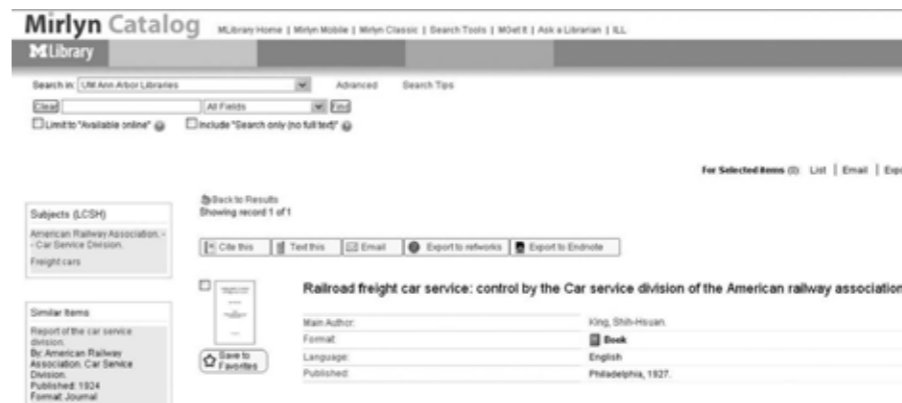 Mirlyn Catalog
MLibrary Home | Mirlyn Mobile | Mirlyn Classic | Search Tools | MGet It | Ask a Librarian | ILL
MLibrary
Search in: UM Ann Arbor Libraries Advanced Search Tips
Clear All Fields Find
Limit to "Available online" Include "Search only (no full text)"
For Selected Items (0): List | Email | Expo
Back to Results
Showing record 1 of 1
Subjects (LCSH)
American Railway Association. -
- Car Service Division.
Freight cars
Cite this Text this Email Export to refworks Export to Endnote
Railroad freight car service: control by the Car service division of the American railway association
Main Author: King, Shih-Hsuan.
Format: Book
Language: English
Published: Philadelphia, 1927.
Save to
Favorites
Similar Items
Report of the car service
division.
By: American Railway
Association. Car Service
Division.
Published: 1924
Format: Journal